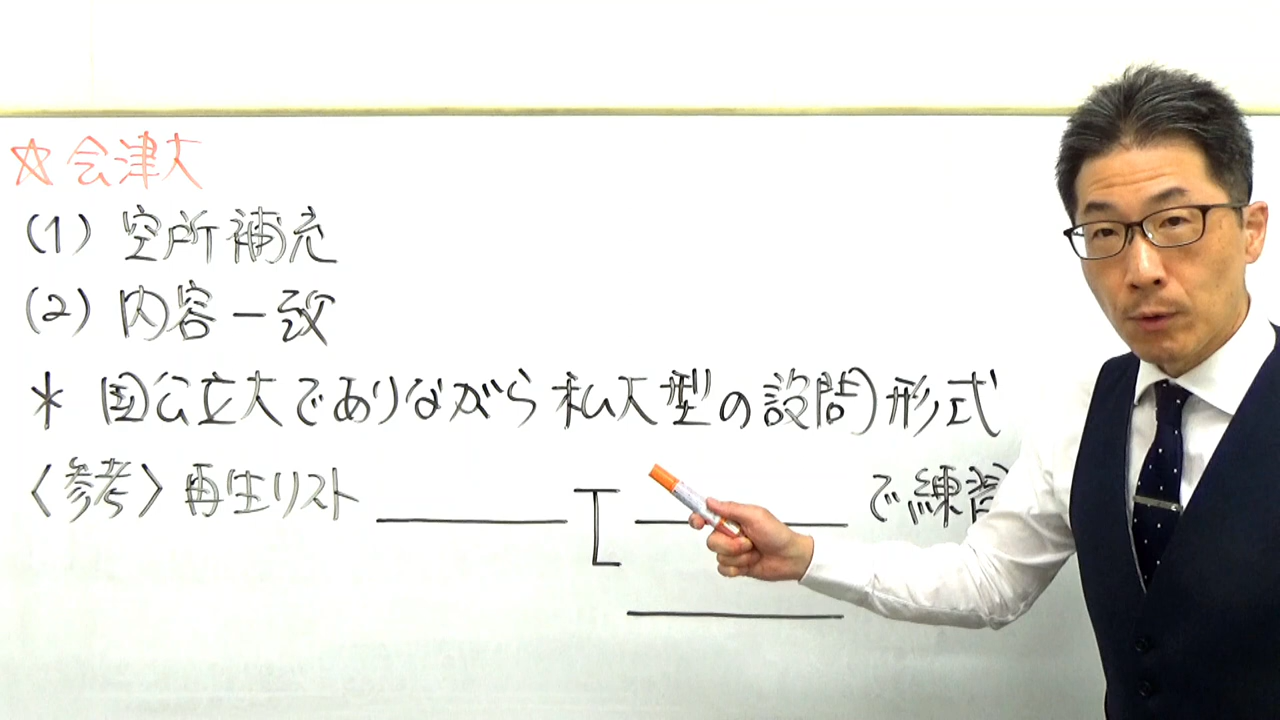 ☆会津大
(1) 空所補充
(2) 内容一致
* 国公立大でありながら私大型の設問形式
〈参考〉再生リスト で練習